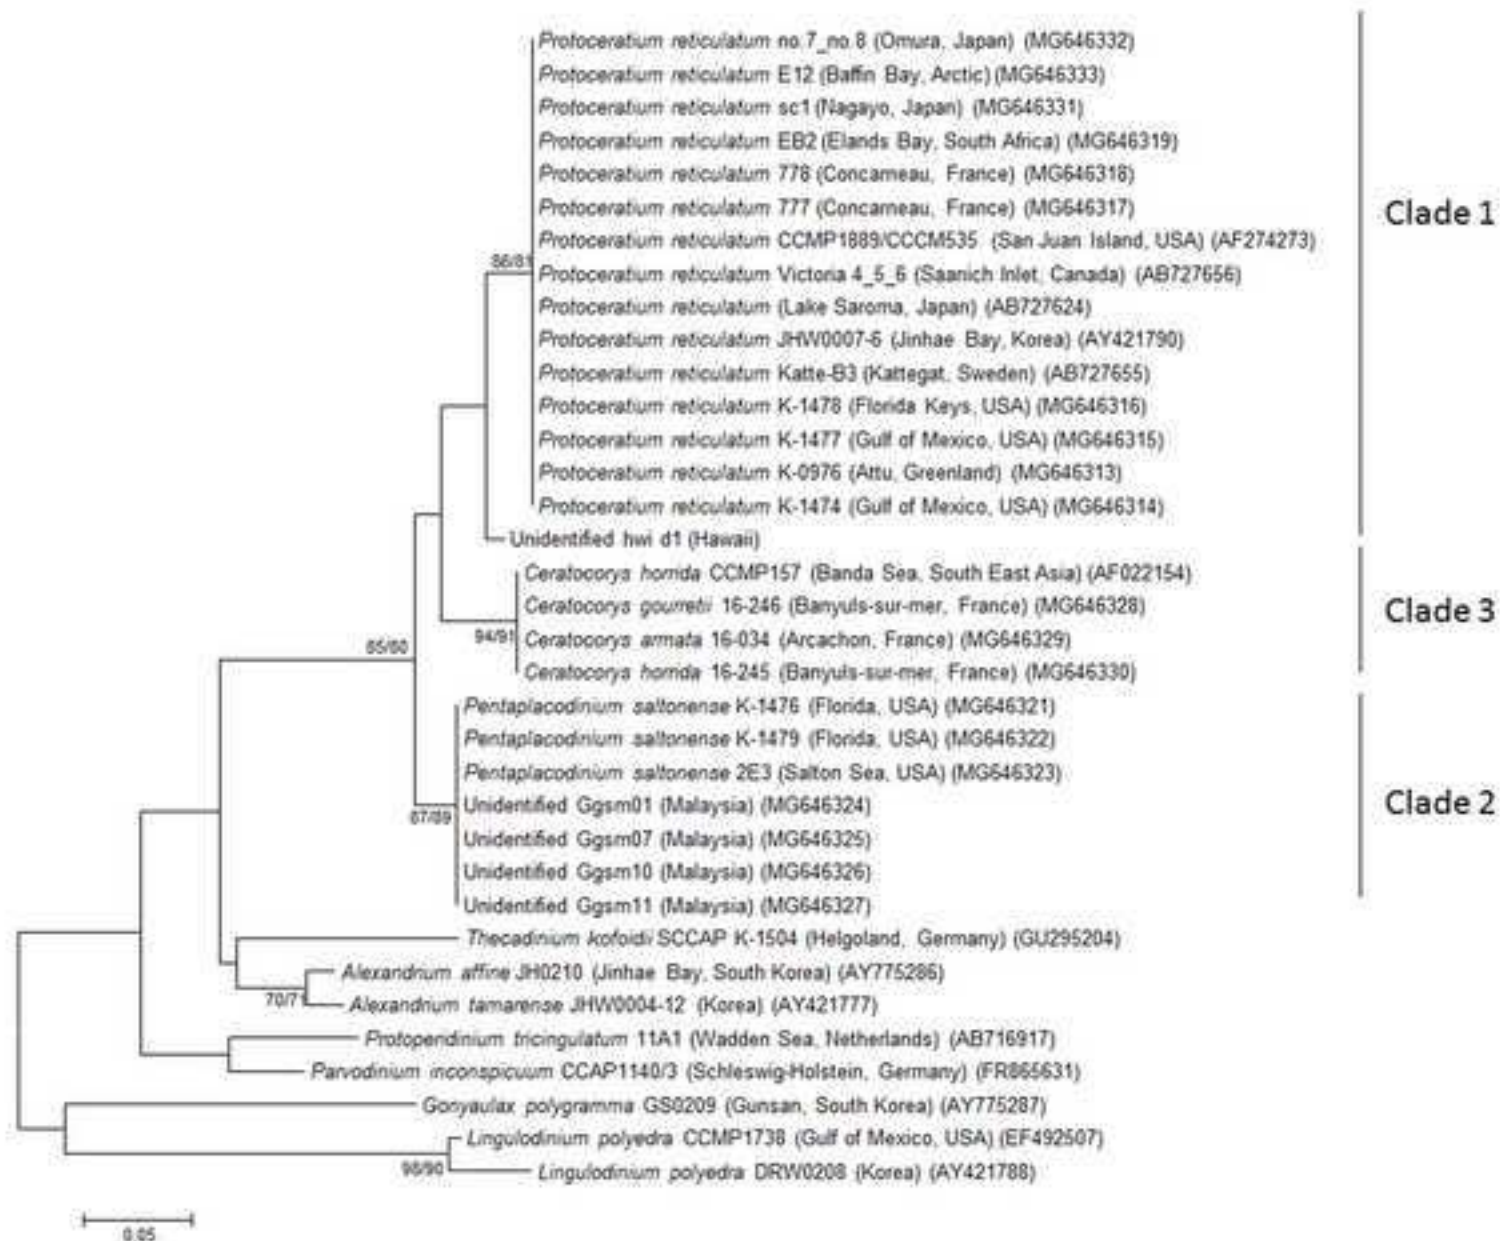 Protoceratium reticulatum no.7_no.8 (Omura, Japan) (MG646332)
Protoceratium reticulatum E12 (Baffin Bay, Arctic) (MG646333)
Protoceratium reticulatum sc1 (Nagayo, Japan) (MG646331)
Protoceratium reticulatum EB2 (Elands Bay, South Africa) (MG646319)
Protoceratium reticulatum 778 (Concarneau, France) (MG646318)
Protoceratium reticulatum 777 (Concarneau, France) (MG646317)
Clade 1
Protoceratium reticulatum CCMP1889/CCCM535 (San Juan Island, USA) (AF274273)
86/81
Protoceratium reticulatum Victoria 4_5_6 (Saanich Inlet, Canada) (AB727656)
Protoceratium reticulatum (Lake Saroma, Japan) (AB727624)
Protoceratium reticulatum JHW0007-6 (Jinhae Bay, Korea) (AY421790)
Protoceratium reticulatum Katte-B3 (Kattegat, Sweden) (AB727655)
Protoceratium reticulatum K-1478 (Florida Keys, USA) (MG646316)
Protoceratium reticulatum K-1477 (Gulf of Mexico, USA) (MG646315)
Protoceratium reticulatum K-0976 (Attu, Greenland) (MG646313)
Protoceratium reticulatum K-1474 (Gulf of Mexico, USA) (MG646314)
Unidentified hwi d1 (Hawaii)
Ceratocorys horrida CCMP157 (Banda Sea, South East Asia) (AF022154)
Ceratocorys gourretii 16-246 (Banyuls-sur-mer, France) (MG646328)
Clade 3
94/91
Ceratocorys armata 16-034 (Arcachon, France) (MG646329)
85/80
Ceratocorys horrida 16-245 (Banyuls-sur-mer, France) (MG646330)
Pentaplacodinium saltonense K-1476 (Florida, USA) (MG646321)
Pentaplacodinium saltonense K-1479 (Florida, USA) (MG646322)
Pentaplacodinium saltonense 2E3 (Salton Sea, USA) (MG646323)
Unidentified Ggsm01 (Malaysia) (MG646324)
Clade 2
87/89
Unidentified Ggsm07 (Malaysia) (MG646325)
Unidentified Ggsm10 (Malaysia) (MG646326)
Unidentified Ggsm11 (Malaysia) (MG646327)
Thecadinium kofoidii SCCAP K-1504 (Helgoland, Germany) (GU295204)
Alexandrium affine JH0210 (Jinhae Bay, South Korea) (AY775286)
70/71
Alexandrium tamarense JHW0004-12 (Korea) (AY421777)
Protoperidinium tricingulatum 11A1 (Wadden Sea, Netherlands) (AB716917)
Parvodinium inconspicuum CCAP1140/3 (Schleswig-Holstein, Germany) (FR865631)
Gonyaulax polygramma GS0209 (Gunsan, South Korea) (AY775287)
Lingulodinium polyedra CCMP1738 (Gulf of Mexico, USA) (EF492507)
98/90
Lingulodinium polyedra DRW0208 (Korea) (AY421788)
0.05